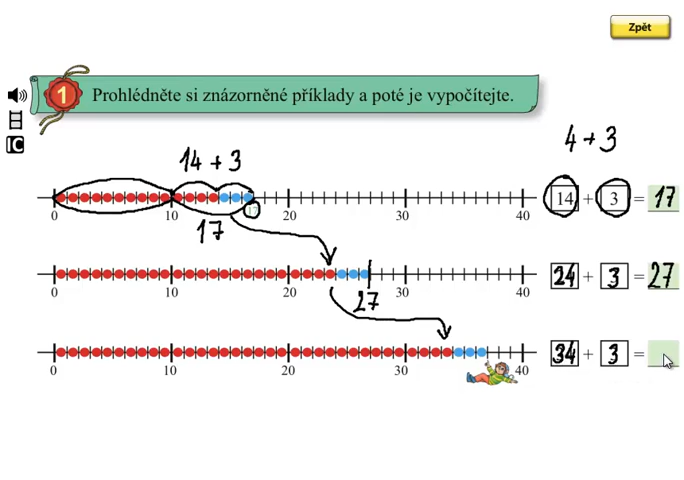 Zpět
1 Prohlédněte si znázorněné příklady a poté je vypočítejte.
4 + 3
14 + 3
0 10 17 20 30 40
14 + 3 = 17
17
0 10 20 30 40
24 + 3 = 27
27
0 10 20 30 40
34 + 3 =